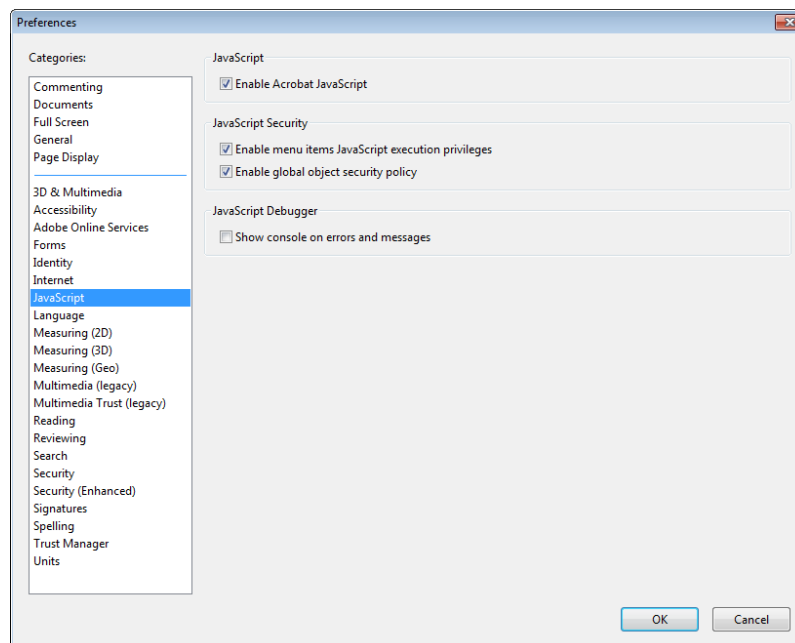 Preferences
Categories:
Commenting
Documents
Full Screen
General
Page Display
3D & Multimedia
Accessibility
Adobe Online Services
Forms
Identity
Internet
JavaScript
Language
Measuring (2D)
Measuring (3D)
Measuring (Geo)
Multimedia (legacy)
Multimedia Trust (legacy)
Reading
Reviewing
Search
Security
Security (Enhanced)
Signatures
Spelling
Trust Manager
Units
JavaScript
Enable Acrobat JavaScript
JavaScript Security
Enable menu items JavaScript execution privileges
Enable global object security policy
JavaScript Debugger
Show console on errors and messages
OK
Cancel